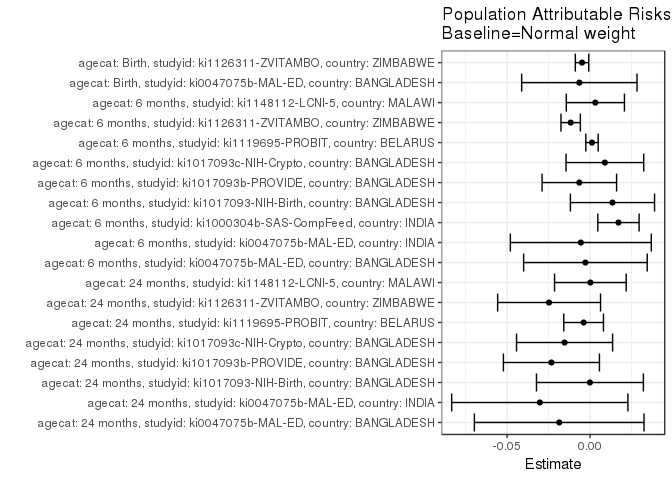 Population Attributable Risks
Baseline=Normal weight
agecat: Birth, studyid: ki1126311-ZVITAMBO, country: ZIMBABWE
agecat: Birth, studyid: ki0047075b-MAL-ED, country: BANGLADESH
agecat: 6 months, studyid: ki1148112-LCNI-5, country: MALAWI
agecat: 6 months, studyid: ki1126311-ZVITAMBO, country: ZIMBABWE
agecat: 6 months, studyid: ki1119695-PROBIT, country: BELARUS
agecat: 6 months, studyid: ki1017093c-NIH-Crypto, country: BANGLADESH
agecat: 6 months, studyid: ki1017093b-PROVIDE, country: BANGLADESH
agecat: 6 months, studyid: ki1017093-NIH-Birth, country: BANGLADESH
agecat: 6 months, studyid: ki1000304b-SAS-CompFeed, country: INDIA
agecat: 6 months, studyid: ki0047075b-MAL-ED, country: INDIA
agecat: 6 months, studyid: ki0047075b-MAL-ED, country: BANGLADESH
agecat: 24 months, studyid: ki1148112-LCNI-5, country: MALAWI
agecat: 24 months, studyid: ki1126311-ZVITAMBO, country: ZIMBABWE
agecat: 24 months, studyid: ki1119695-PROBIT, country: BELARUS
agecat: 24 months, studyid: ki1017093c-NIH-Crypto, country: BANGLADESH
agecat: 24 months, studyid: ki1017093b-PROVIDE, country: BANGLADESH
agecat: 24 months, studyid: ki1017093-NIH-Birth, country: BANGLADESH
agecat: 24 months, studyid: ki0047075b-MAL-ED, country: INDIA
agecat: 24 months, studyid: ki0047075b-MAL-ED, country: BANGLADESH
-0.05 0.00
Estimate